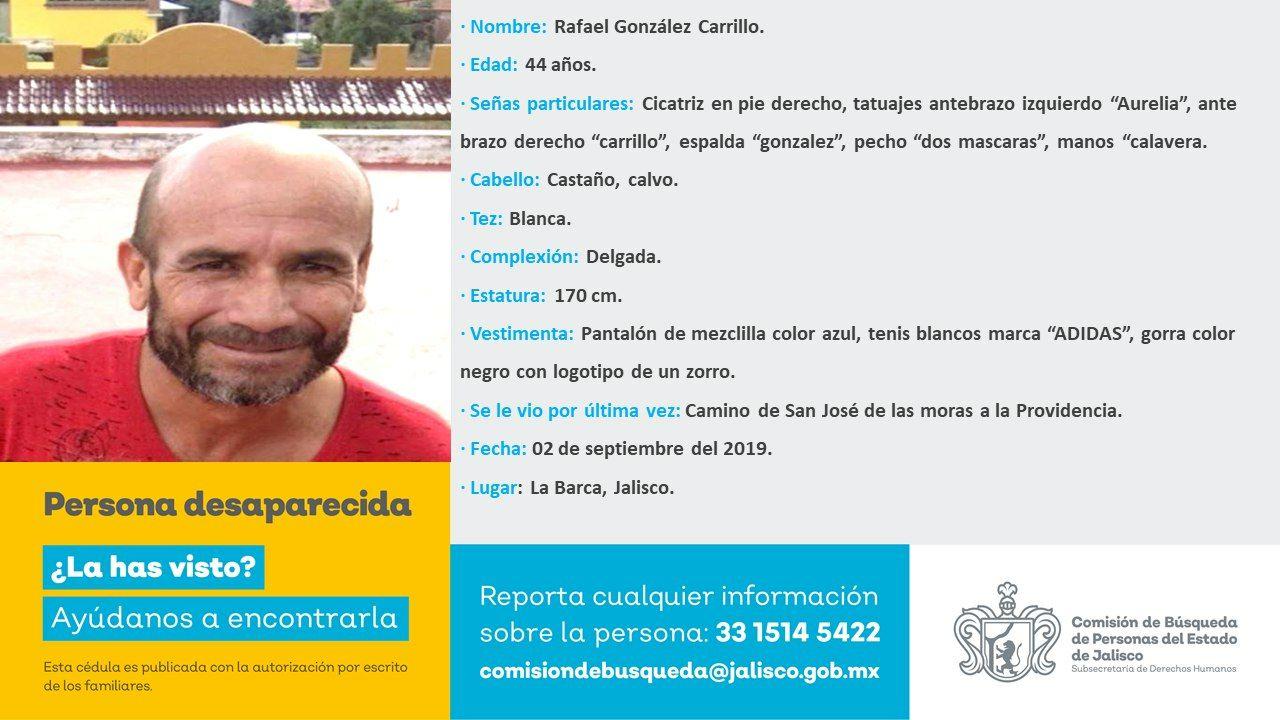 · Nombre: Rafael González Carrillo.
· Edad: 44 años.
· Señas particulares: Cicatriz en pie derecho, tatuajes antebrazo izquierdo “Aurelia”, ante
brazo derecho “carrillo”, espalda “gonzalez”, pecho “dos mascaras”, manos “calavera.
· Cabello: Castaño, calvo.
· Tez: Blanca.
· Complexión: Delgada.
· Estatura: 170 cm.
· Vestimenta: Pantalón de mezclilla color azul, tenis blancos marca “ADIDAS”, gorra color
negro con logotipo de un zorro.
· Se le vio por última vez: Camino de San José de las moras a la Providencia.
· Fecha: 02 de septiembre del 2019.
· Lugar: La Barca, Jalisco.
Persona desaparecida
¿La has visto?
Ayúdanos a encontrarla
Esta cédula es publicada con la autorización por escrito
de los familiares.
Reporta cualquier información
sobre la persona: 33 1514 5422
comisiondebusqueda@jalisco.gob.mx
Comisión de Búsqueda
de Personas del Estado
de Jalisco
Subsecretaría de Derechos Humanos